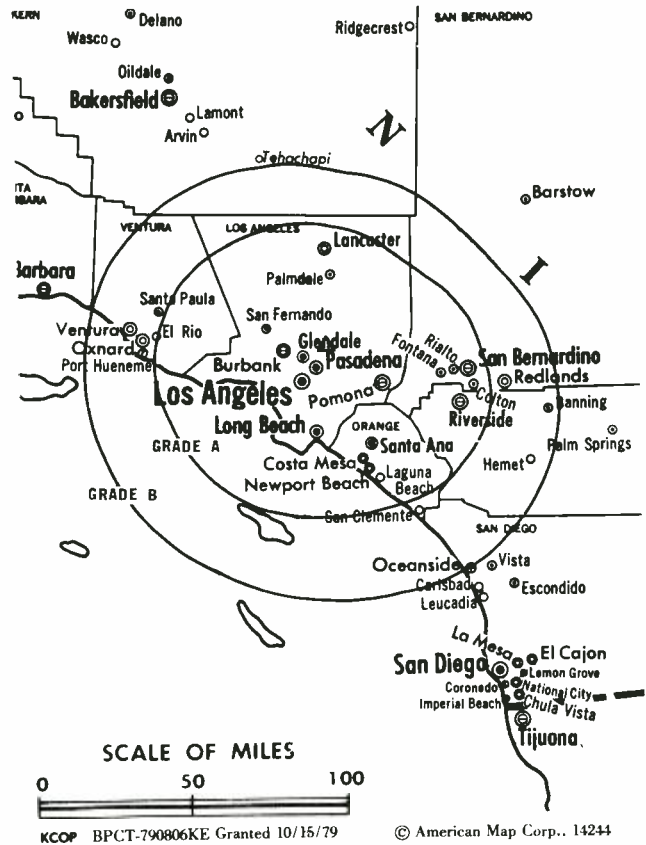 KERN
Delano
SAN BERNARDINO
Wasco
Ridgecrest
Oildale
Bakersfield
Lamont
Arvin
N
Tehachapi
ITA
IBARA
Barstow
VENTURA
LOS ANGELES
Lancaster
I
Barbara
Palmdale
Santa Paula
San Fernando
Ventura
El Rio
Oxnard
Port Hueneme
Glendale
Burbank
Pasadena
Rialto
Fontana
San Bernardino
Redlands
Los Angeles
Pomona
Colton
Riverside
Banning
Long Beach
ORANGE
GRADE A
Santa Ana
Palm Springs
Costa Mesa
Hemet
Newport Beach
Laguna
Beach
GRADE B
San Clemente
SAN DIEGO
Oceanside
Vista
Carlsbad
Escondido
Leucadia
La Mesa
El Cajon
San Diego
Lemon Grove
Coronado
National City
Imperial Beach
Chula Vista
Tijuana
SCALE OF MILES
0 50 100
KCOP BPCT-790806KE Granted 10/15/79 © American Map Corp.. 14244